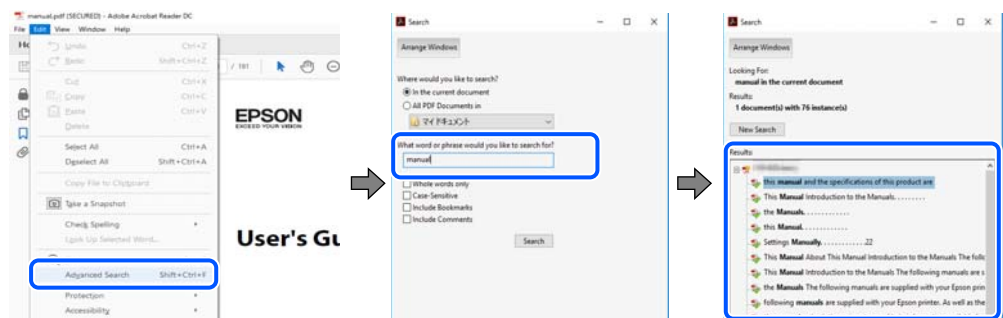 manual.pdf (SECURED) - Adobe Acrobat Reader DC
File Edit View Window Help
Undo Ctrl+Z
Redo Shift+Ctrl+Z
Cut Ctrl+X
Copy Ctrl+C
Paste Ctrl+V
Delete
Select All Ctrl+A
Deselect All Shift+Ctrl+A
Copy File to Clipboard
Take a Snapshot
Check Spelling
Look Up Selected Word...
Advanced Search Shift+Ctrl+F
Protection
Accessibility
/ 191
EPSON
EXCEED YOUR VISION
User's Gu
Search
Arrange Windows
Where would you like to search?
In the current document
All PDF Documents in
マイ ドキュメント
What word or phrase would you like to search for?
manual
Whole words only
Case-Sensitive
Include Bookmarks
Include Comments
Search
Search
Arrange Windows
Looking For:
manual in the current document
Results:
1 document(s) with 76 instance(s)
New Search
Results:
this manual and the specifications of this product are
This Manual Introduction to the Manuals. . . . . . . .
the Manuals. . . . . . . . . . . .
this Manual. . . . . . . . . . . .
Settings Manually. . . . . . . . . . . .22
This Manual About This Manual Introduction to the Manuals The follo
This Manual Introduction to the Manuals The following manuals are s
the Manuals The following manuals are supplied with your Epson prin
following manuals are supplied with your Epson printer. As well as the